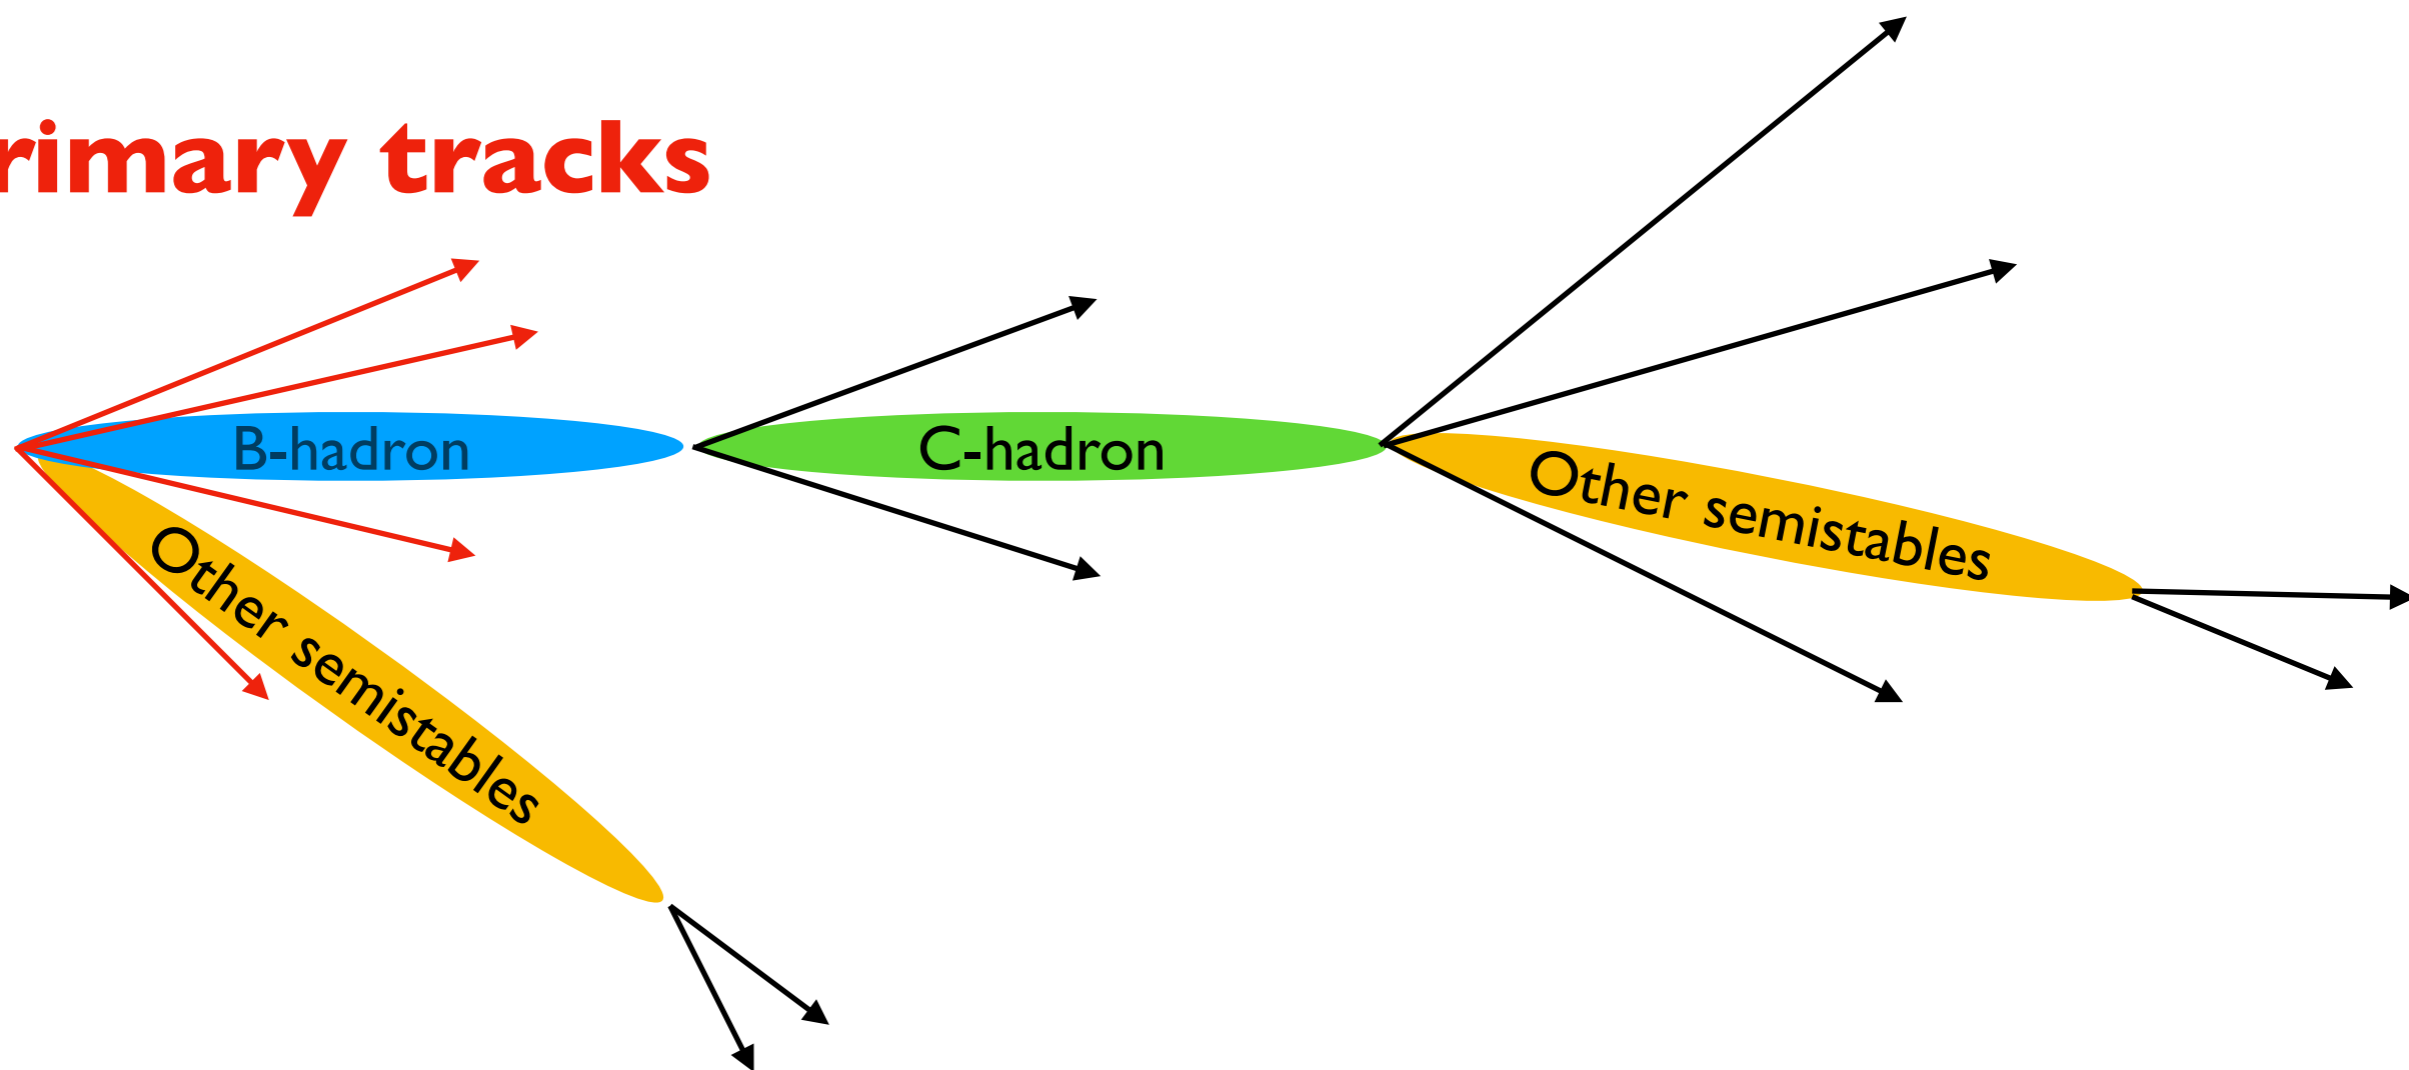 rimary tracks
B-hadron
C-hadron
Other semistables
Other semistables